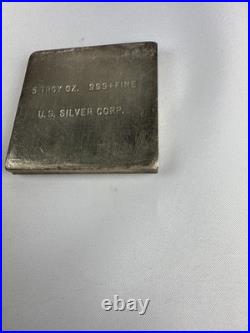 5 TROY OZ. 999+FINE
U.S. SILVER CORP.